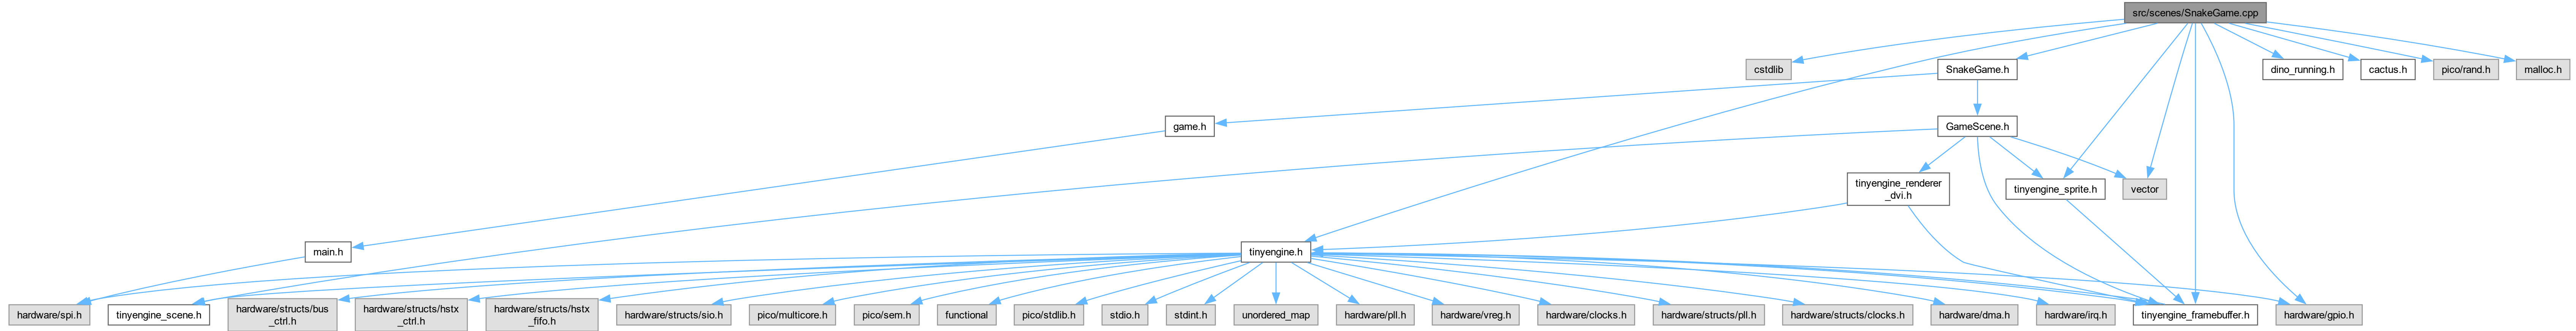 src/scenes/SnakeGame.cpp
cstdlib
SnakeGame.h
dino_running.h
cactus.h
pico/rand.h
malloc.h
game.h
GameScene.h
tinyengine_renderer
_dvi.h
tinyengine_sprite.h
vector
main.h
tinyengine.h
hardware/spi.h
tinyengine_scene.h
hardware/structs/bus
_ctrl.h
hardware/structs/hstx
_ctrl.h
hardware/structs/hstx
_fifo.h
hardware/structs/sio.h
pico/multicore.h
pico/sem.h
functional
pico/stdlib.h
stdio.h
stdint.h
unordered_map
hardware/pll.h
hardware/vreg.h
hardware/clocks.h
hardware/structs/pll.h
hardware/structs/clocks.h
hardware/dma.h
hardware/irq.h
tinyengine_framebuffer.h
hardware/gpio.h